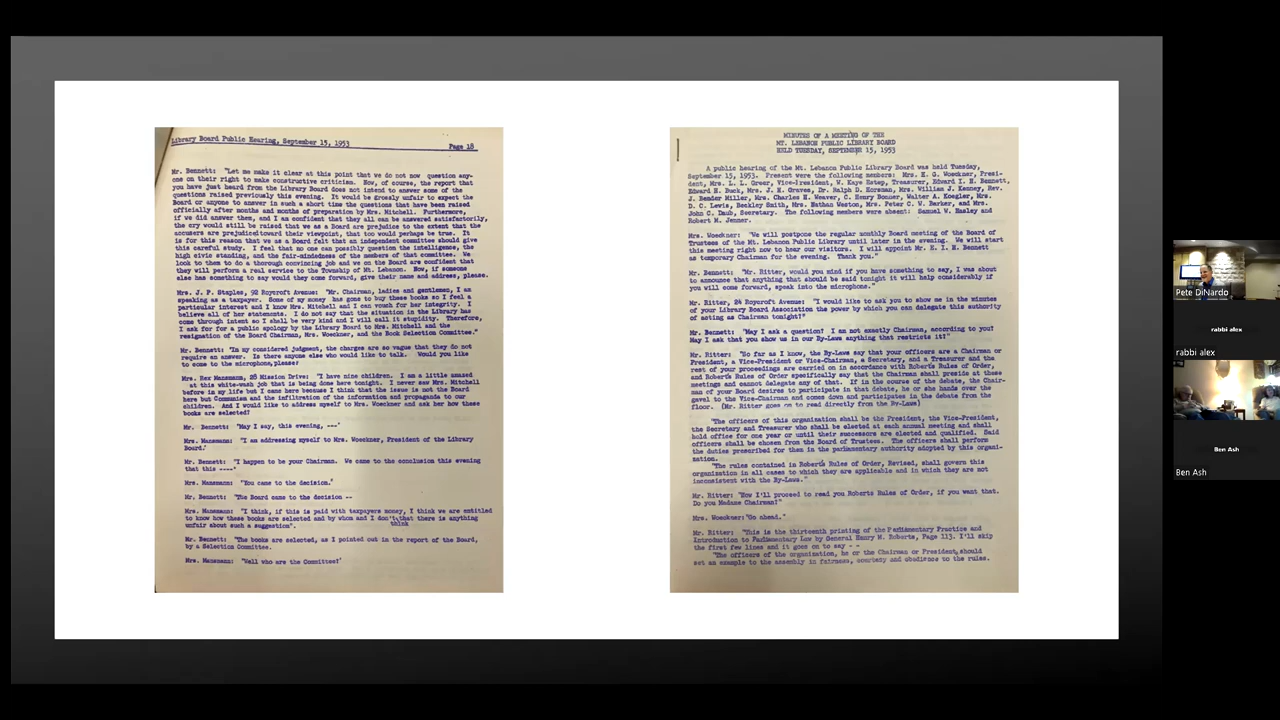 Library Board Public Hearing, September 15, 1953
Page 18
Mr. Bennett: "Let me make it clear at this point that we do not now question any-
one on their right to make constructive criticism. Now, of course, the report that
you have just heard from the Library Board does not intend to answer some of the
questions raised previously this evening. It would be grossly unfair to expect the
Board or anyone to answer in such a short time the questions that have been raised
officially after months and months of preparation by Mrs. Mitchell. Furthermore,
if we did answer then, and I am confident that they all can be answered satisfactorily,
the cry would still be raised that we as a Board are prejudice to the extent that the
accusers are prejudiced toward their viewpoint, that too would perhaps be true. It
is for this reason that we as a Board felt that an independent committee should give
this careful study. I feel that no one can possibly question the intelligence, the
high civic standing, and the fair-mindedness of the members of that committee. We
look to them to do a thorough convincing job and we on the Board are confident that
they will perform a real service to the Township of Mt. Lebanon. Now, if someone
else has something to say would they come forward, give their name and address, please.
Mrs. J. P. Staples, 92 Roycroft Avenue: "Mr. Chairman, ladies and gentlemen, I am
speaking as a taxpayer. Some of my money has gone to buy these books so I feel a
particular interest and I know Mrs. Mitchell and I can vouch for her integrity. I
believe all of her statements. I do not say that the situation in the Library has
come through intent so I shall be very kind and I will call it stupidity. Therefore,
I ask for for a public apology by the Library Board to Mrs. Mitchell and the
resignation of the Board Chairman, Mrs. Woeckner, and the Book Selection Committee."
Mr. Bennett: "In my considered judgment, the charges are so vague that they do not
require an answer. Is there anyone else who would like to talk. Would you like
to come to the microphone, please?
Mrs. Rex Mansmann, 28 Mission Drive: "I have nine children. I am a little amazed
at this white-wash job that is being done here tonight. I never saw Mrs. Mitchell
before in my life but I came here because I think that the issue is not the Board
here but Communism and the infiltration of the information and propaganda to our
children. And I would like to address myself to Mrs. Woeckner and ask her how these
books are selected?
Mr. Bennett: "May I say, this evening, ---"
Mrs. Mansmann: "I am addressing myself to Mrs. Woeckner, President of the Library
Board."
Mr. Bennett: "I happen to be your Chairman. We came to the conclusion this evening
that this ----"
Mrs. Mansmann: "You came to the decision."
Mr. Bennett: "The Board came to the decision --
Mrs. Mansmann: "I think, if this is paid with taxpayers money, I think we are entitled
to know how these books are selected and by whom and I don't that there is anything
think
unfair about such a suggestion".
Mr. Bennett: "The books are selected, as I pointed out in the report of the Board,
by a Selection Committee.
Mrs. Mansmann: "Well who are the Committee?"
MINUTES OF A MEETING OF THE
MT. LEBANON PUBLIC LIBRARY BOARD
HELD TUESDAY, SEPTEMBER 15, 1953
A public hearing of the Mt. Lebanon Public Library Board was held Tuesday,
September 15, 1953. Present were the following members: Mrs. E. G. Woeckner, Presi-
dent, Mrs. L. L. Greer, Vice-President, W. Kaye Estep, Treasurer, Edward I. H. Bennett,
Edward H. Buck, Mrs. J. H. Graves, Dr. Ralph D. Horsman, Mrs. William J. Kenney, Rev.
J. Bender Miller, Mrs. Charles H. Weaver, C. Henry Bonner, Walter A. Koegler, Mrs.
D. C. Lewis, Beckley Smith, Mrs. Nathan Weston, Mrs. Peter C. V. Barker, and Mrs.
John C. Daub, Secretary. The following members were absent: Samuel W. Hasley and
Robert M. Jenner.
Mrs. Woeckner: "We will postpone the regular monthly Board meeting of the Board of
Trustees of the Mt. Lebanon Public Library until later in the evening. We will start
this meeting right now to hear our visitors. I will appoint Mr. E. I. H. Bennett
as temporary Chairman for the evening. Thank you."
Mr. Bennett: "Mr. Ritter, would you mind if you have something to say, I was about
to announce that anything that should be said tonight it will help considerably if
you will come forward, speak into the microphone."
Mr. Ritter, 24 Roycroft Avenue: "I would like to ask you to show me in the minutes
of your Library Board Association the power by which you can delegate this authority
of acting as Chairman tonight?"
Mr. Bennett: "May I ask a question? I am not exactly Chairman, according to you?
May I ask that you show us in our By-Laws anything that restricts it?"
Mr. Ritter: "So far as I know, the By-Laws say that your officers are a Chairman or
President, a Vice-President or Vice-Chairman, a Secretary, and a Treasurer and the
rest of your proceedings are carried on in accordance with Roberts Rules of Order,
and Roberts Rules of Order specifically say that the Chairman shall preside at those
meetings and cannot delegate any of that. If in the course of the debate, the Chair-
man of your Board desires to participate in that debate, he or she hands over the
gavel to the Vice-Chairman and comes down and participates in the debate from the
floor. (Mr. Ritter goes on to read directly from the By-Laws)
"The officers of this organization shall be the President, the Vice-President,
the Secretary and Treasurer who shall be elected at each annual meeting and shall
hold office for one year or until their successors are elected and qualified. Said
officers shall be chosen from the Board of Trustees. The officers shall perform
the duties prescribed for them in the parliamentary authority adopted by this organi-
zation.
"The rules contained in Roberts Rules of Order, Revised, shall govern this
organization in all cases to which they are applicable and in which they are not
inconsistent with the By-Laws."
Mr. Ritter: "Now I'll proceed to read you Roberts Rules of Order, if you want that.
Do you Madame Chairman?"
Mrs. Woeckner: "Go ahead."
Mr. Ritter: "This is the thirteenth printing of the Parliamentary Practice and
Introduction to Parliamentary Law by General Henry W. Roberts, Page 113. I'll skip
the first few lines and it goes on to say - -
"The officers of the organization, he or the Chairman or President, should
set an example to the assembly in fairness, courtesy and obedience to the rules.
Pete DiNardo
rabbi alex
rabbi alex
Ben Ash
Ben Ash